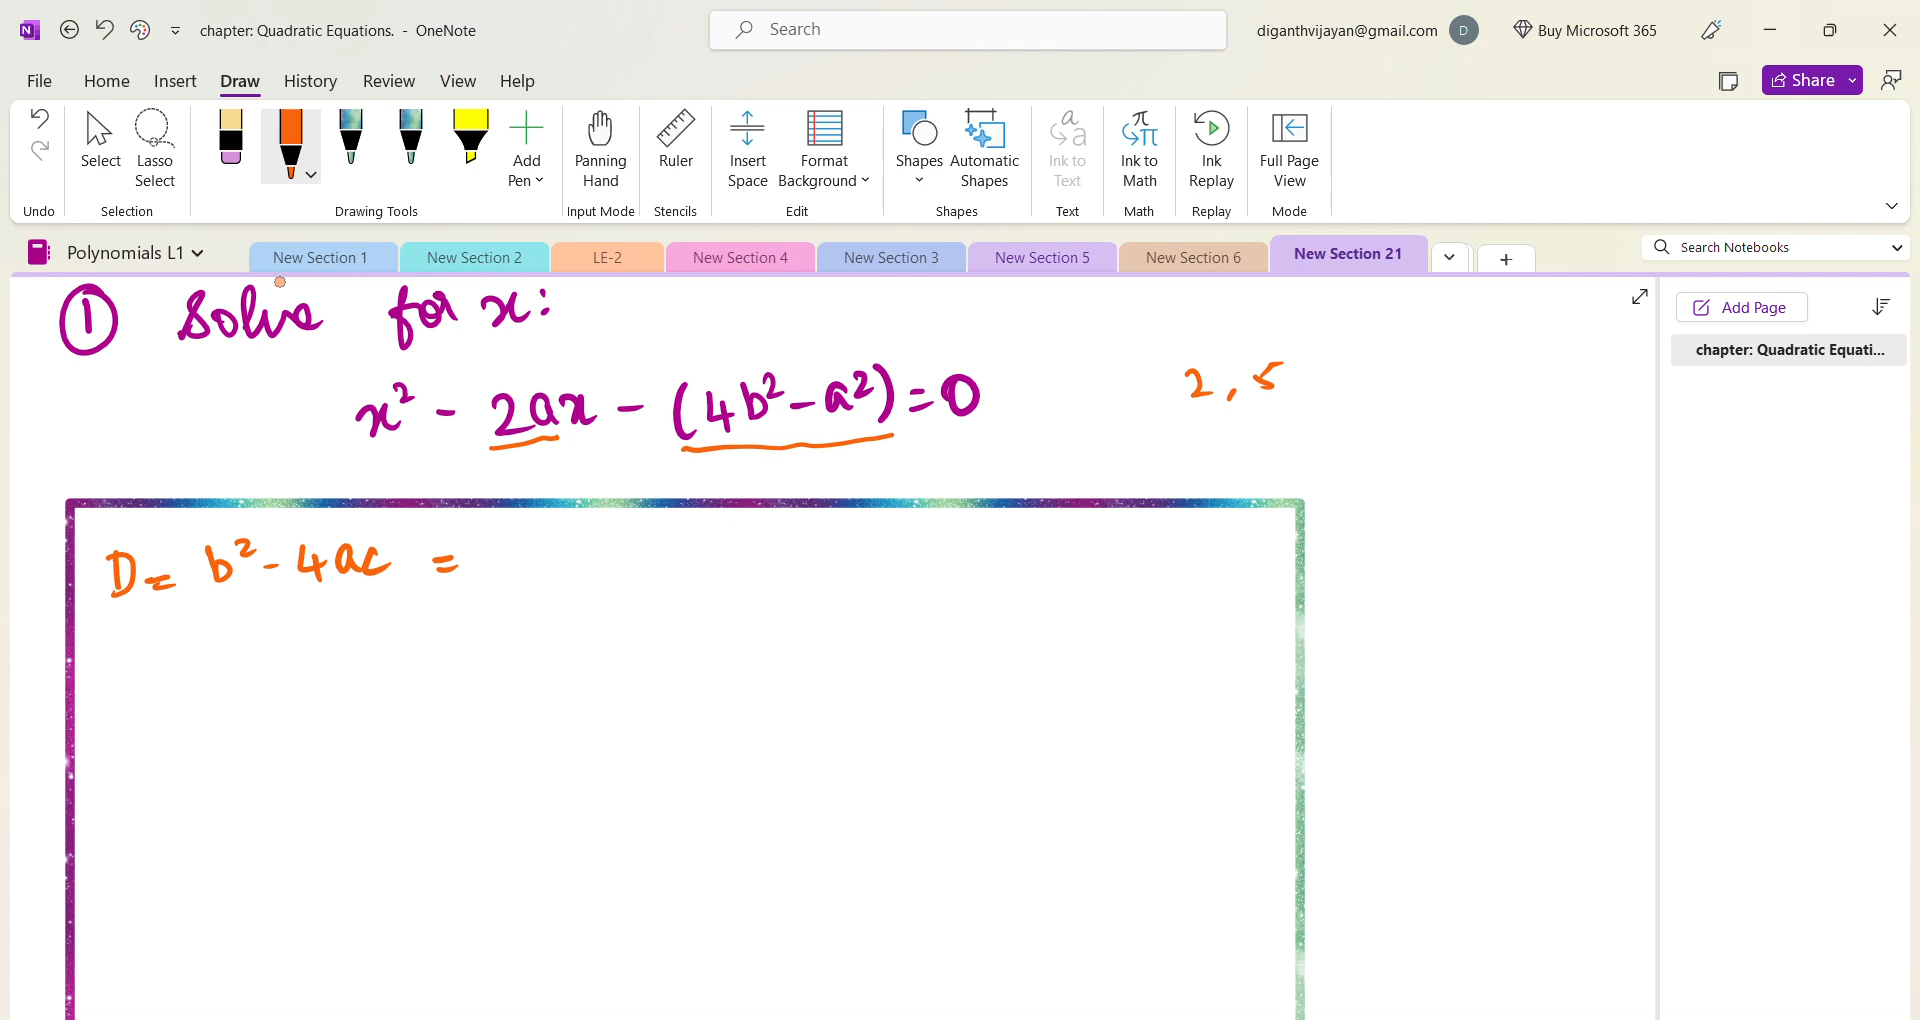 chapter: Quadratic Equations. - OneNote
Search
diganthvijayan@gmail.com
D
Buy Microsoft 365
File Home Insert Draw History Review View Help
Share
Select
Lasso Select
Add Pen
Panning Hand
Ruler
Insert Space
Format Background
Shapes
Automatic Shapes
Ink to Text
Ink to Math
Ink Replay
Full Page View
Undo Selection Drawing Tools Input Mode Stencils Edit Shapes Text Math Replay Mode
Polynomials L1 New Section 1 New Section 2 LE-2 New Section 4 New Section 3 New Section 5 New Section 6 New Section 21 +
Search Notebooks
Add Page
chapter: Quadratic Equati...
① Solve for x:
x² - 2ax - (4b² - a²) = 0
2, 5
D = b² - 4ac =